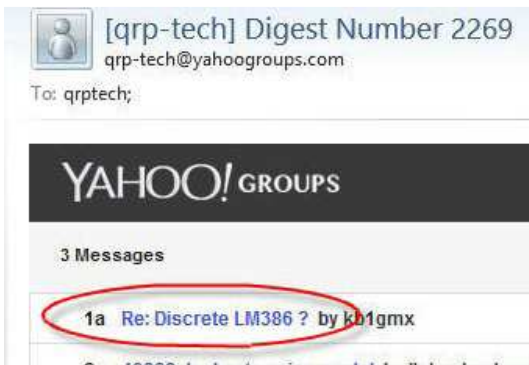 [qrp-tech] Digest Number 2269
qrp-tech@yahoogroups.com
To: qrptech;
YAHOO! GROUPS
3 Messages
1a Re: Discrete LM386 ? by kb1gmx